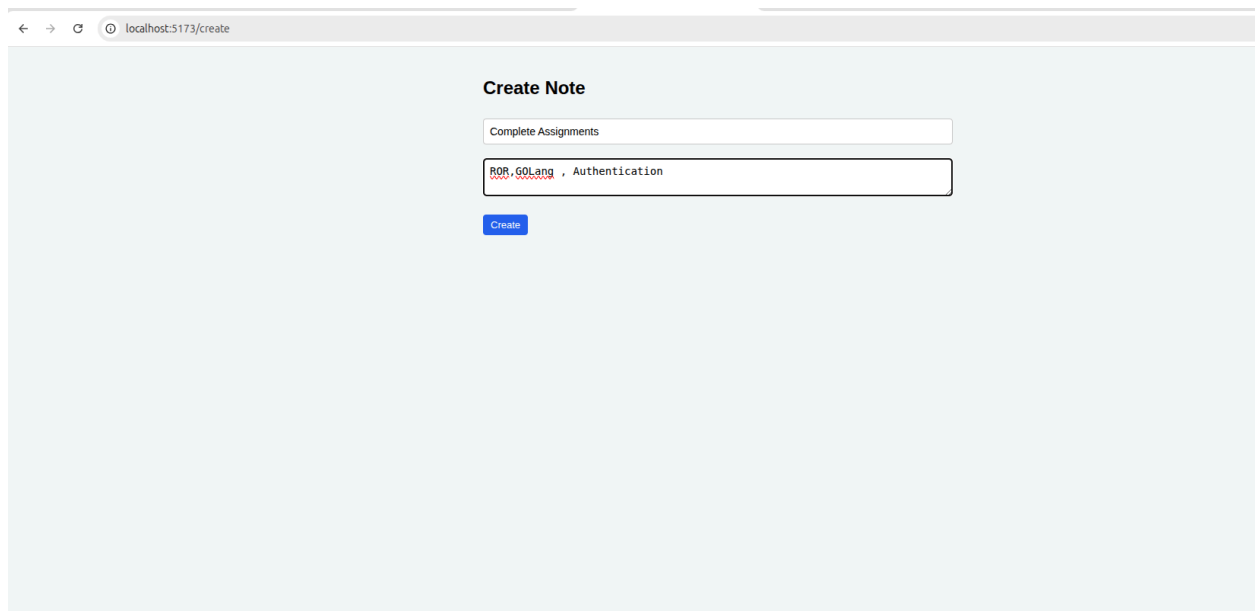 localhost:5173/create
Create Note
Complete Assignments
ROR,GOLang , Authentication
Create